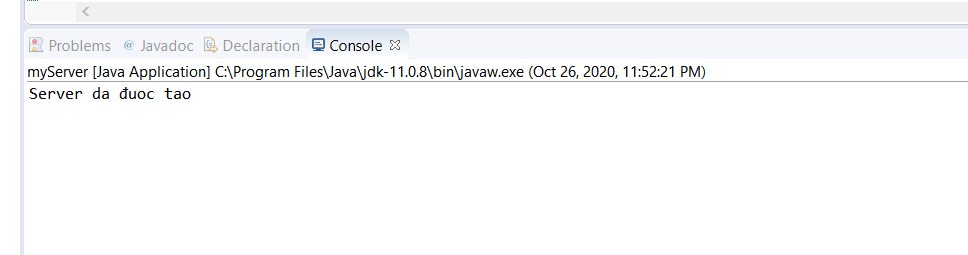 Problems @ Javadoc Declaration Console
myServer [Java Application] C:\Program Files\Java\jdk-11.0.8\bin\javaw.exe (Oct 26, 2020, 11:52:21 PM)
Server da đuoc tao